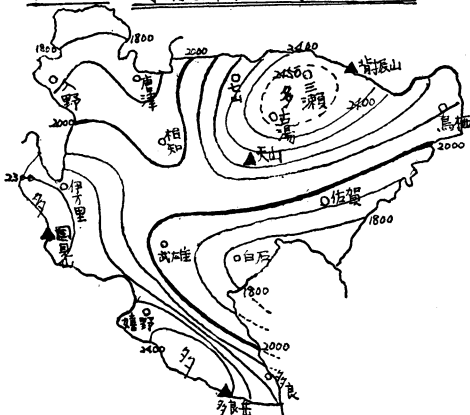 1800
1800
2000
2400
入野
唐津
七山
2450
三瀬
多
古湯
背振山
2400
鳥栖
2000
相知
天山
2000
2300
伊万里
多
国見山
佐賀
1800
武雄
白石
1800
嬉野
2400
多
2000
多良
多良岳